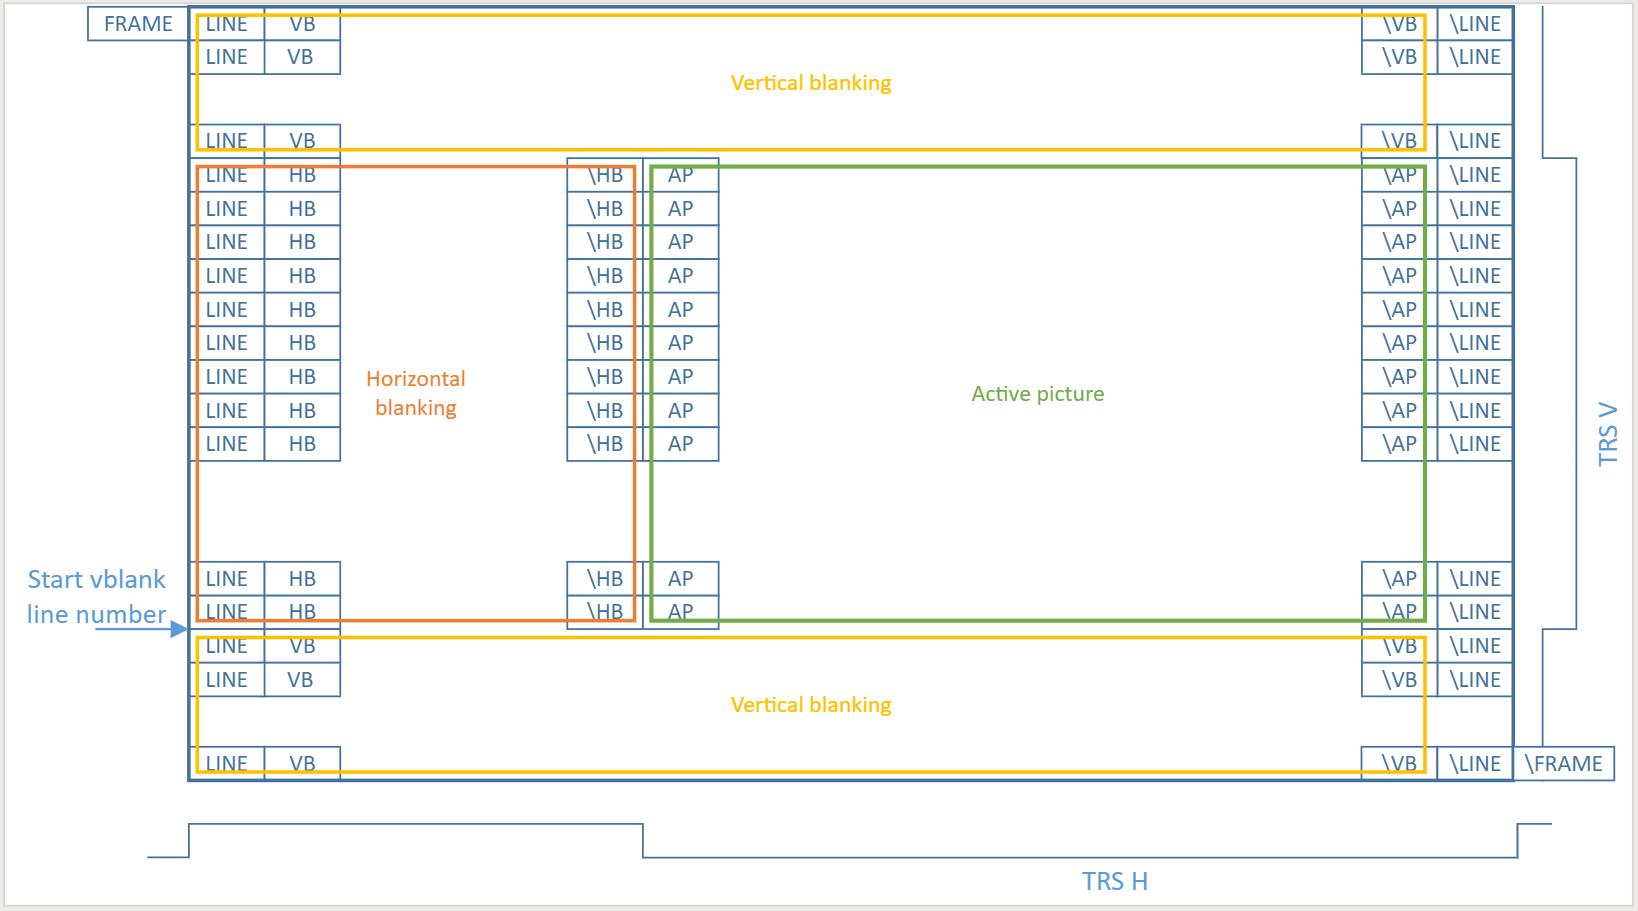 FRAME LINE VB \VB \LINE
LINE VB \VB \LINE
Vertical blanking
LINE VB \VB \LINE
LINE HB \HB AP \AP \LINE
LINE HB \HB AP \AP \LINE
LINE HB \HB AP \AP \LINE
LINE HB \HB AP \AP \LINE
LINE HB \HB AP \AP \LINE
LINE HB \HB AP \AP \LINE
LINE HB \HB AP \AP \LINE
LINE HB \HB AP \AP \LINE
LINE HB \HB AP \AP \LINE
Horizontal
blanking
Active picture
TRS V
LINE HB \HB AP \AP \LINE
LINE HB \HB AP \AP \LINE
Start vblank
line number
LINE VB \VB \LINE
LINE VB \VB \LINE
Vertical blanking
LINE VB \VB \LINE \FRAME
TRS H